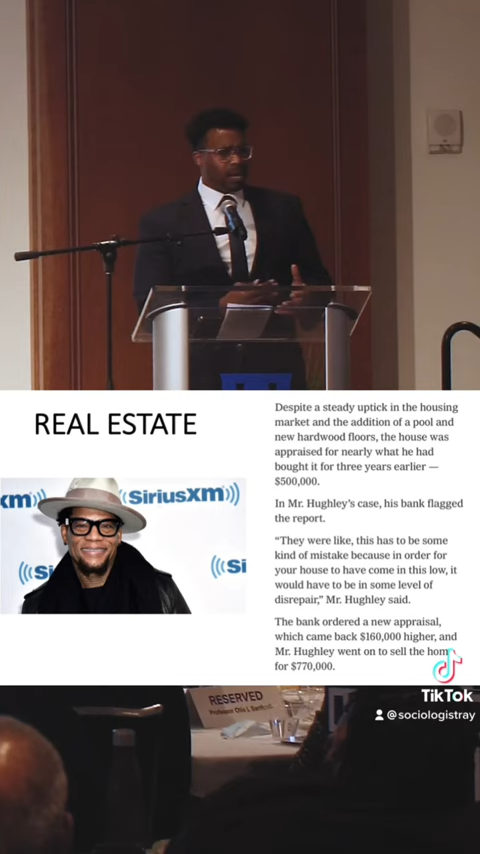 REAL ESTATE
xm))
((SiriusXM))
((Si
((Si
Despite a steady uptick in the housing
market and the addition of a pool and
new hardwood floors, the house was
appraised for nearly what he had
bought it for three years earlier —
$500,000.
In Mr. Hughley’s case, his bank flagged
the report.
“They were like, this has to be some
kind of mistake because in order for
your house to have come in this low, it
would have to be in some level of
disrepair,” Mr. Hughley said.
The bank ordered a new appraisal,
which came back $160,000 higher, and
Mr. Hughley went on to sell the hom
for $770,000.
TikTok
@sociologistray
RESERVED